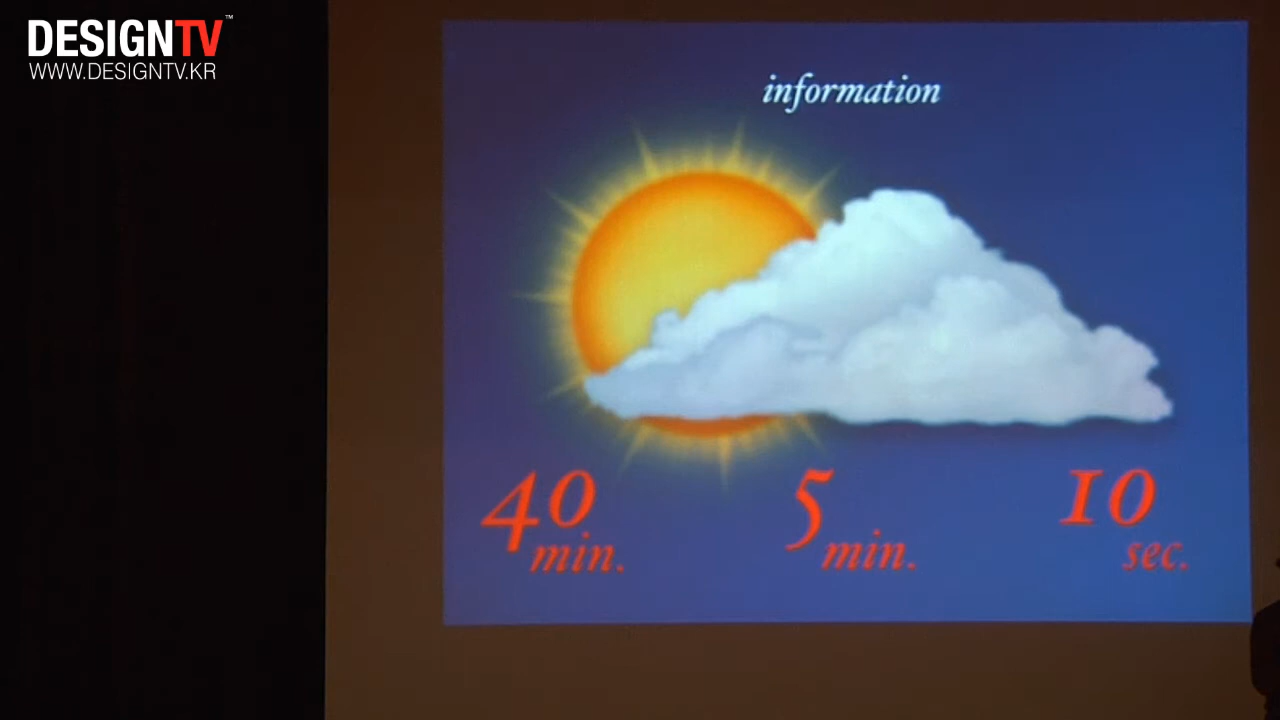 DESIGNTV™
WWW.DESIGNTV.KR
information
40 min.
5 min.
10 sec.